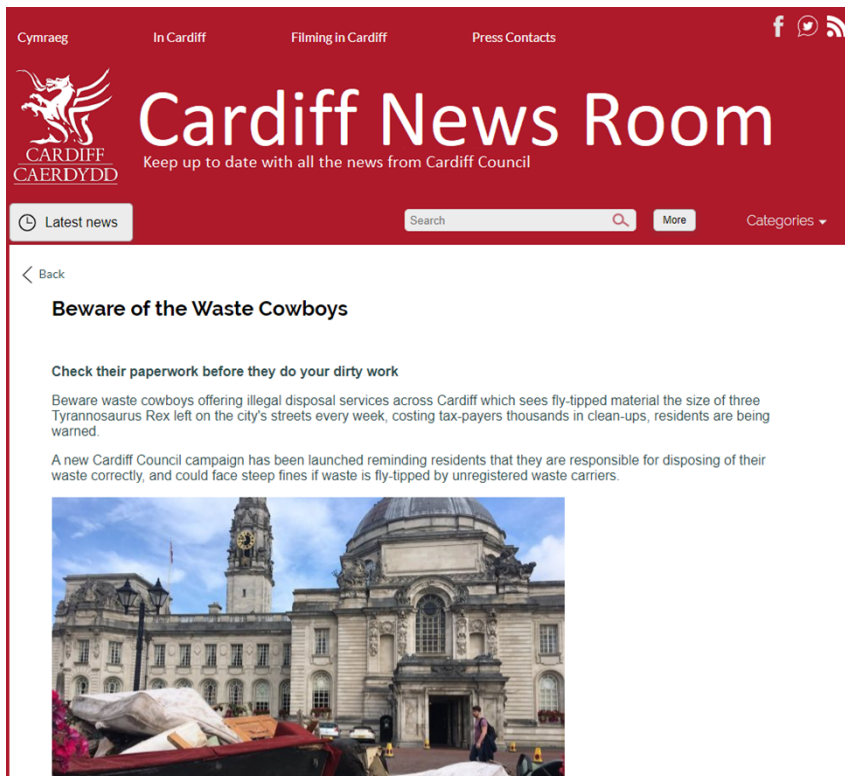 Cymraeg In Cardiff Filming in Cardiff Press Contacts
CARDIFF
CAERDYDD
Cardiff News Room
Keep up to date with all the news from Cardiff Council
Latest news Search More Categories
Back
Beware of the Waste Cowboys
Check their paperwork before they do your dirty work
Beware waste cowboys offering illegal disposal services across Cardiff which sees fly-tipped material the size of three
Tyrannosaurus Rex left on the city's streets every week, costing tax-payers thousands in clean-ups, residents are being
warned.
A new Cardiff Council campaign has been launched reminding residents that they are responsible for disposing of their
waste correctly, and could face steep fines if waste is fly-tipped by unregistered waste carriers.